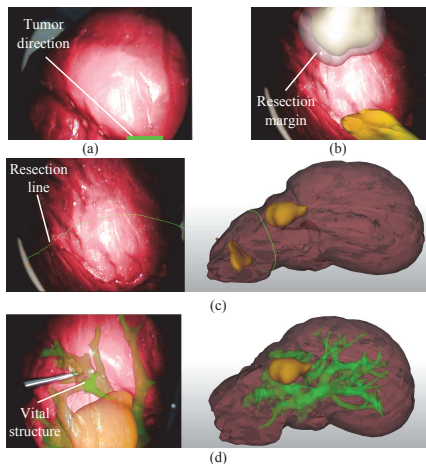 Tumor
direction
Resection
margin
(a)
(b)
Resection
line
(c)
Vital
structure
(d)